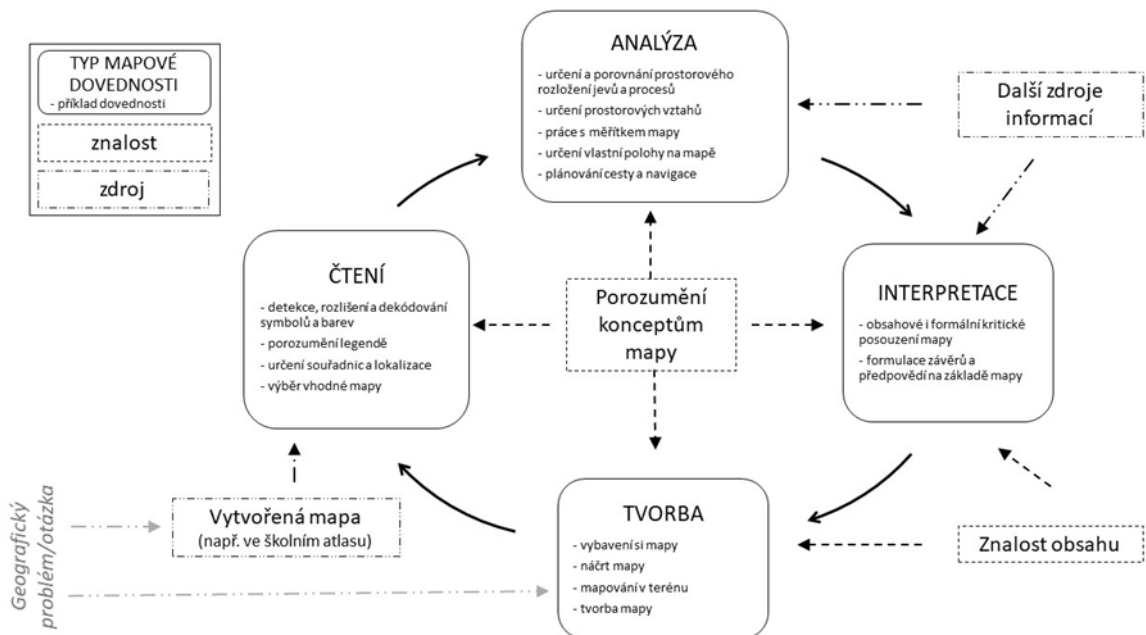 TYP MAPOVÉ
DOVEDNOSTI
- příklad dovednosti
znalost
zdroj
ANALÝZA
- určení a porovnání prostorového
rozložení jevů a procesů
- určení prostorových vztahů
- práce s měřítkem mapy
- určení vlastní polohy na mapě
- plánování cesty a navigace
Další zdroje
informací
ČTENÍ
- detekce, rozlišení a dekódování
symbolů a barev
- porozumění legendě
- určení souřadnic a lokalizace
- výběr vhodné mapy
Porozumění
konceptům
mapy
INTERPRETACE
- obsahové i formální kritické
posouzení mapy
- formulace závěrů a
předpovědí na základě mapy
Geografický
problém/otázka
Vytvořená mapa
(např. ve školním atlasu)
TVORBA
- vybavení si mapy
- náčrt mapy
- mapování v terénu
- tvorba mapy
Znalost obsahu